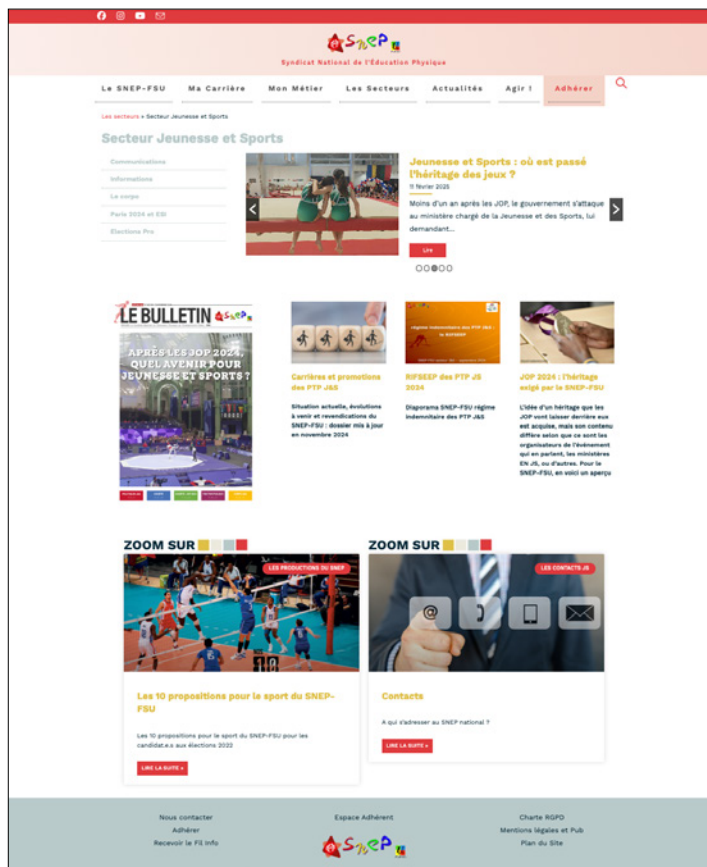 SNEP
Syndicat National de l'Éducation Physique
Le SNEP-FSU Ma Carrière Mon Métier Les Secteurs Actualités Agir ! Adhérer
Les secteurs » Secteur Jeunesse et Sports
Secteur Jeunesse et Sports
Communications
Informations
Le corps
Paris 2024 et ESI
Elections Pro
Jeunesse et Sports : où est passé
l'héritage des jeux ?
11 février 2025
Moins d'un an après les JOP, le gouvernement s'attaque
au ministère chargé de la Jeunesse et des Sports, lui
demandant...
Lire
LE BULLETIN SNEP
APRÈS LES JOP 2024,
QUEL AVENIR POUR
JEUNESSE ET SPORTS ?
Carrières et promotions
des PTP J&S
Situation actuelle, évolutions
à venir et revendications du
SNEP-FSU : dossier mis à jour
en novembre 2024
régime indemnitaire des PTP J&S :
le RIFSEEP
RIFSEEP des PTP JS
2024
Diaporama SNEP-FSU régime
indemnitaire des PTP J&S
JOP 2024 : l'héritage
exigé par le SNEP-FSU
L'idée d'un héritage que les
JOP vont laisser derrière eux
est acquise, mais son contenu
diffère selon que ce sont les
organisateurs de l'événement
qui en parlent, les ministères
EN JS, ou d'autres. Pour le
SNEP-FSU, en voici un aperçu
ZOOM SUR
LES PRODUCTIONS DU SNEP
Les 10 propositions pour le sport du SNEP-
FSU
Les 10 propositions pour le sport du SNEP-FSU pour les
candidat.e.s aux élections 2022
LIRE LA SUITE »
ZOOM SUR
LES CONTACTS JS
Contacts
A qui s'adresser au SNEP national ?
LIRE LA SUITE »
Nous contacter
Adhérer
Recevoir le Fil Info
Espace Adhérent
SNEP
Charte RGPD
Mentions légales et Pub
Plan du Site